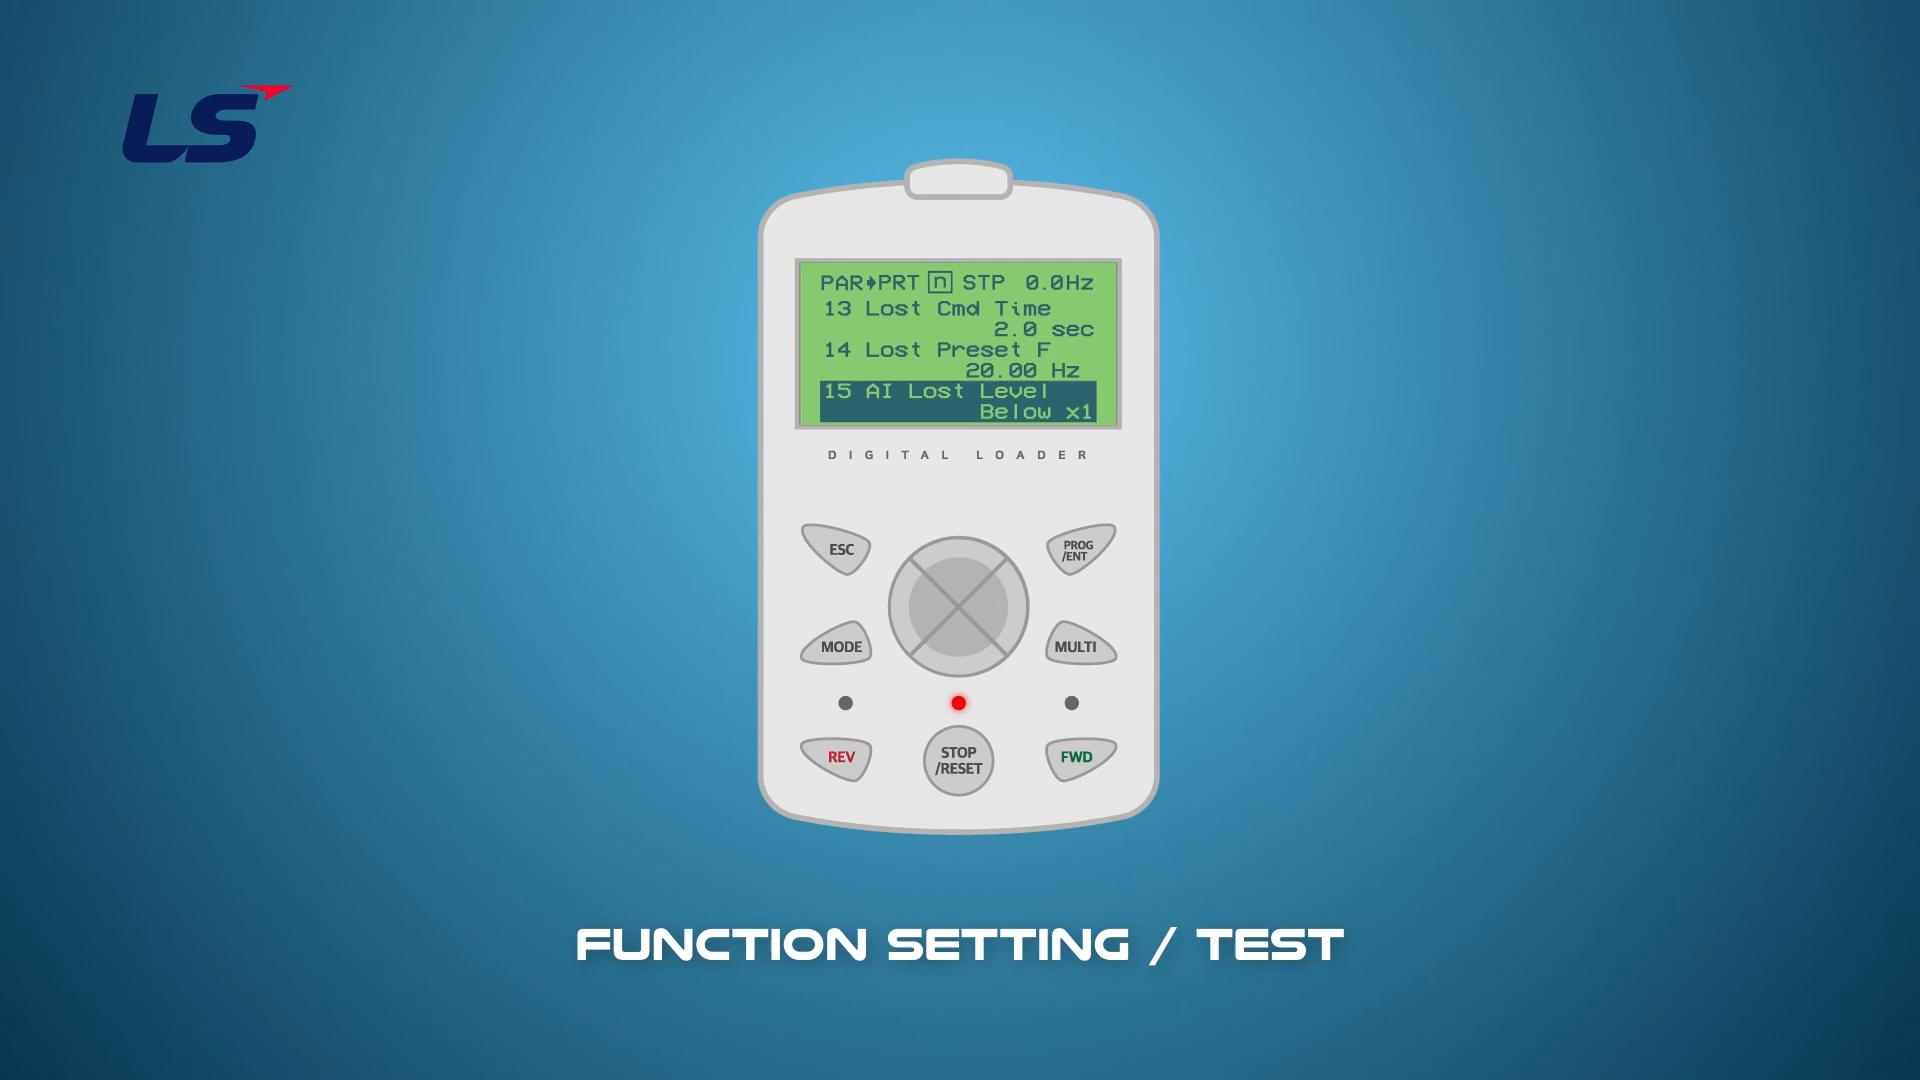 LS
PAR➧PRT n STP 0.0Hz
13 Lost Cmd Time
2.0 sec
14 Lost Preset F
20.00 Hz
15 AI Lost Level
Below x1
DIGITAL LOADER
ESC
PROG
/ENT
MODE
MULTI
REV
STOP
/RESET
FWD
FUNCTION SETTING / TEST